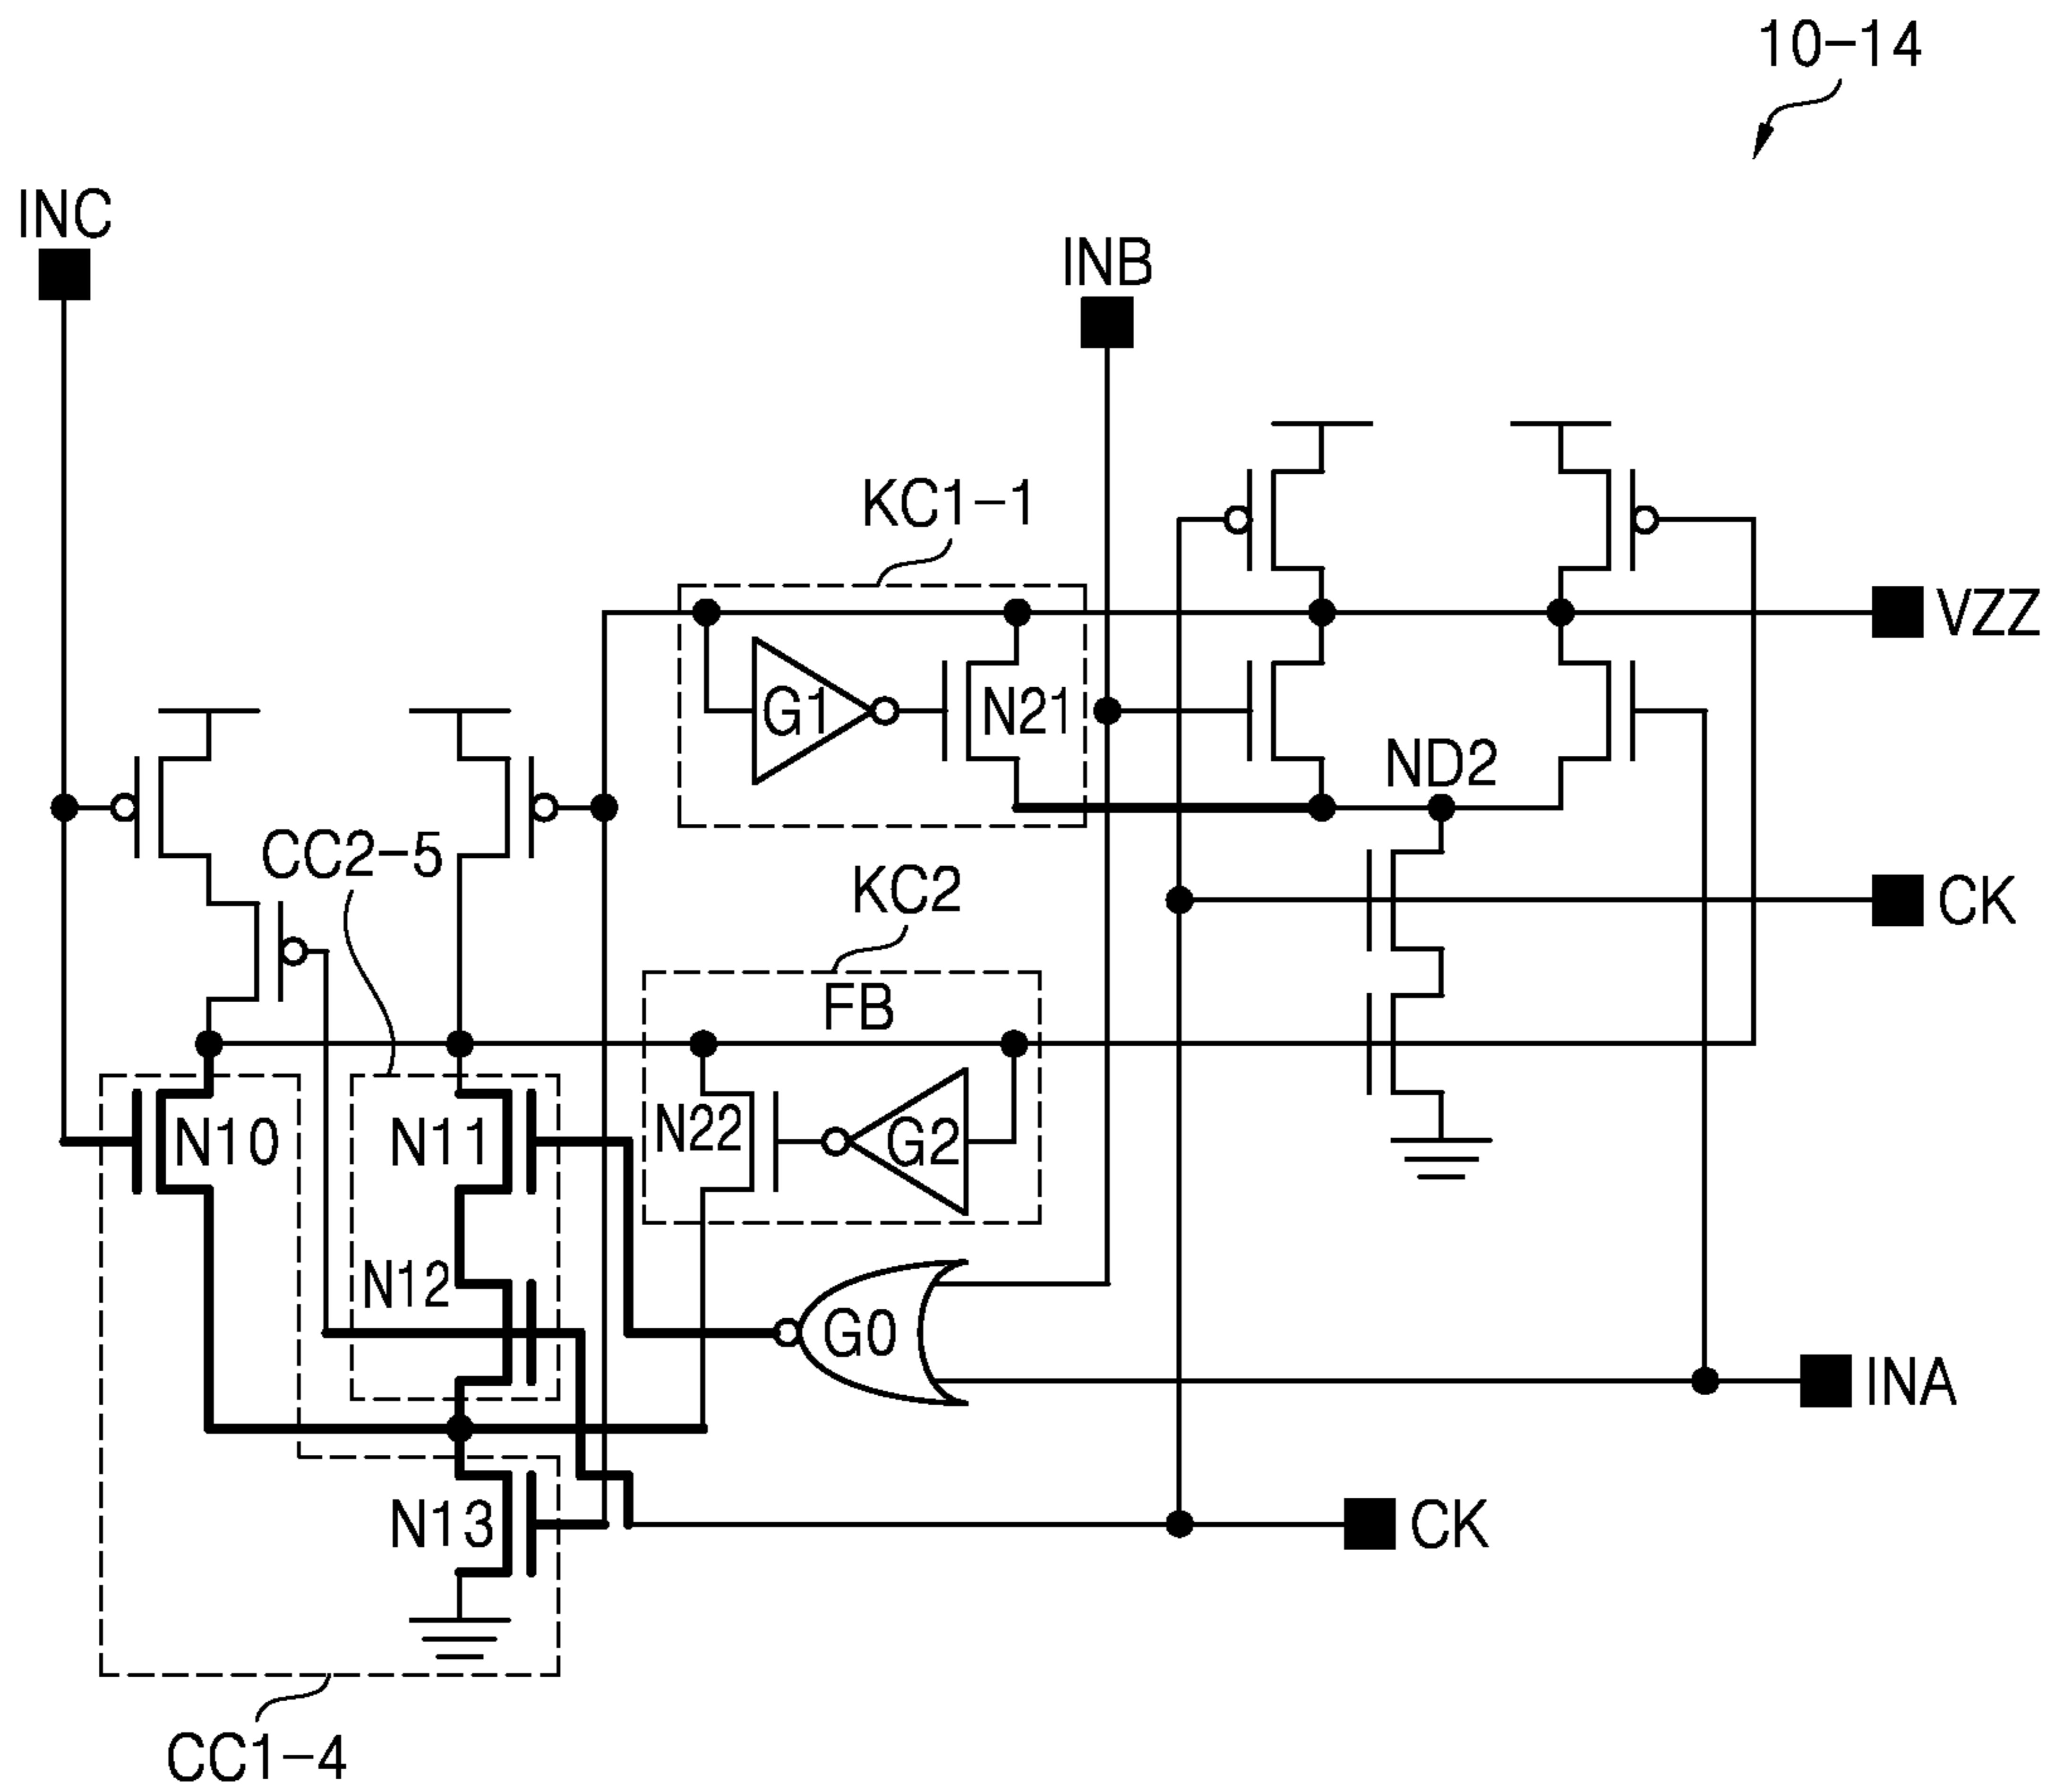 10-14
INC
INB
KC1-1
VZZ
G1
N21
ND2
CC2-5
KC2
CK
FB
N10
N11
N22
G2
N12
G0
INA
N13
CK
CC1-4